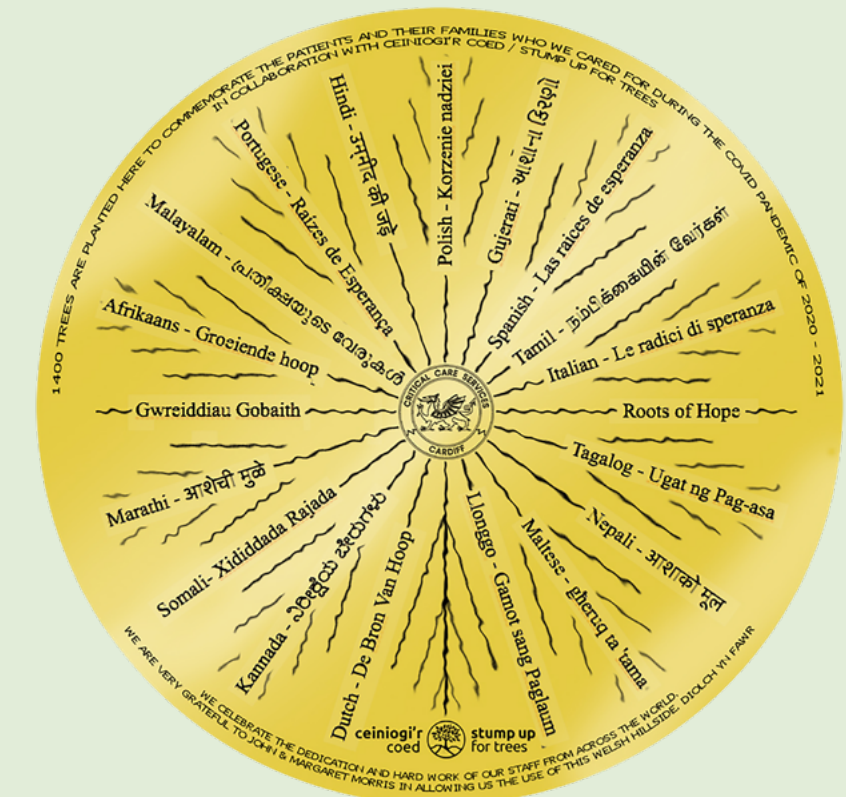 1400 TREES ARE PLANTED HERE TO COMMEMORATE THE PATIENTS AND THEIR FAMILIES WHO WE CARED FOR DURING THE COVID PANDEMIC OF 2020 - 2021
IN COLLABORATION WITH CEINIOGI'R COED / STUMP UP FOR TREES
Polish - Korzenie nadziei
Gujerati - આશાના કિરણો
Spanish - Las raices de esperanza
Tamil - நம்பிக்கையின் வேர்கள்
Italian - Le radici di speranza
Roots of Hope
Tagalog - Ugat ng Pag-asa
Nepali - आशाको मूल
Maltese - gheruq ta 'tama
Llonggo - Gamot sang Paglaum
Dutch - De Bron Van Hoop
Kannada - ನಿರೀಕ್ಷೆಯ ಬೇರುಗಳು
Somali- Xididdada Rajada
Marathi - आशेची मुळे
Gwreiddiau Gobaith
Afrikaans - Groeiende hoop
Malayalam - പ്രതീക്ഷയുടെ വേരുകൾ
Portugese - Raizes de Esperança
Hindi - उम्मीद की जड़ें
CRITICAL CARE SERVICES
CARDIFF
ceiniogi'r
coed
stump up
for trees
WE CELEBRATE THE DEDICATION AND HARD WORK OF OUR STAFF FROM ACROSS THE WORLD.
WE ARE VERY GRATEFUL TO JOHN & MARGARET MORRIS IN ALLOWING US THE USE OF THIS WELSH HILLSIDE. DIOLCH YN FAWR